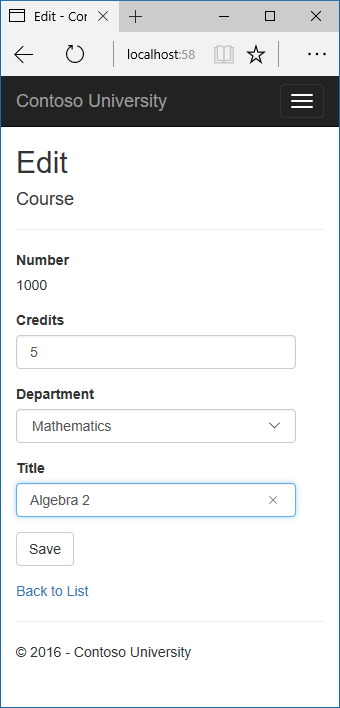 Edit - Cor
localhost:58
Contoso University
Edit
Course
Number
1000
Credits
5
Department
Mathematics
Title
Algebra 2
Save
Back to List
© 2016 - Contoso University